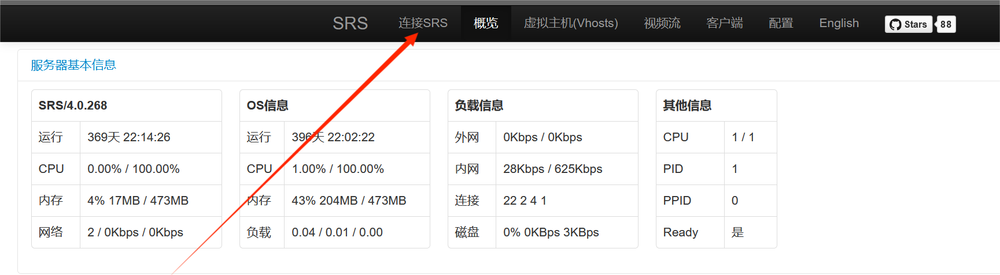 SRS 连接SRS 概览 虚拟主机(Vhosts) 视频流 客户端 配置 English Stars 88
服务器基本信息
SRS/4.0.268
运行 369天 22:14:26
CPU 0.00% / 100.00%
内存 4% 17MB / 473MB
网络 2 / 0Kbps / 0Kbps
OS信息
运行 396天 22:02:22
CPU 1.00% / 100.00%
内存 43% 204MB / 473MB
负载 0.04 / 0.01 / 0.00
负载信息
外网 0Kbps / 0Kbps
内网 28Kbps / 625Kbps
连接 22 2 4 1
磁盘 0% 0KBps 3KBps
其他信息
CPU 1 / 1
PID 1
PPID 0
Ready 是